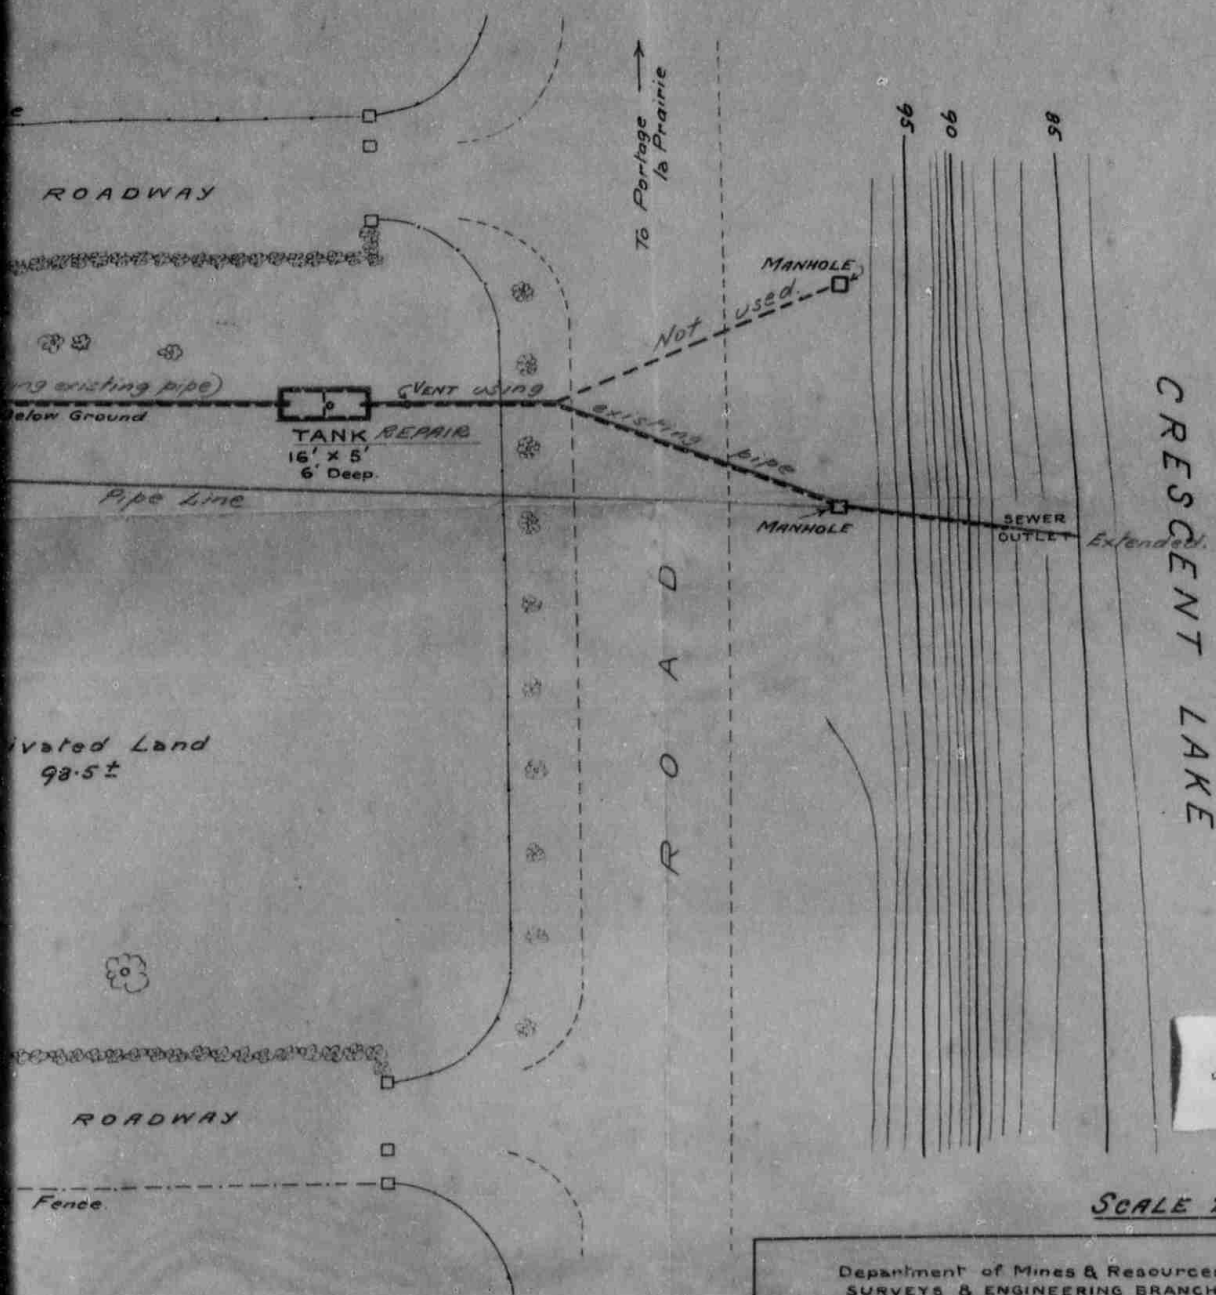 ROADWAY
To Portage
la Prairie
95
90
85
MANHOLE
Not used.
existing pipe)
VENT using
existing pipe
Below Ground
TANK REPAIR
16' x 5'
6' Deep.
Pipe Line
MANHOLE
SEWER
OUTLET
Extended.
CRESCENT LAKE
ROAD
Land
98.5±
ROADWAY
Fence.
SCALE
Department of Mines & Resources
SURVEYS & ENGINEERING BRANCH